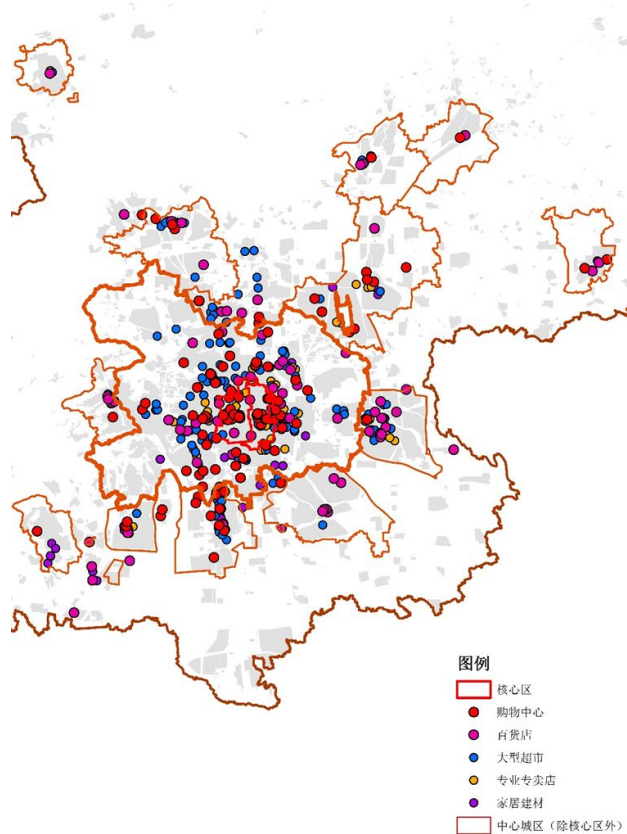 图例
核心区
购物中心
百货店
大型超市
专业专卖店
家居建材
中心城区（除核心区外）